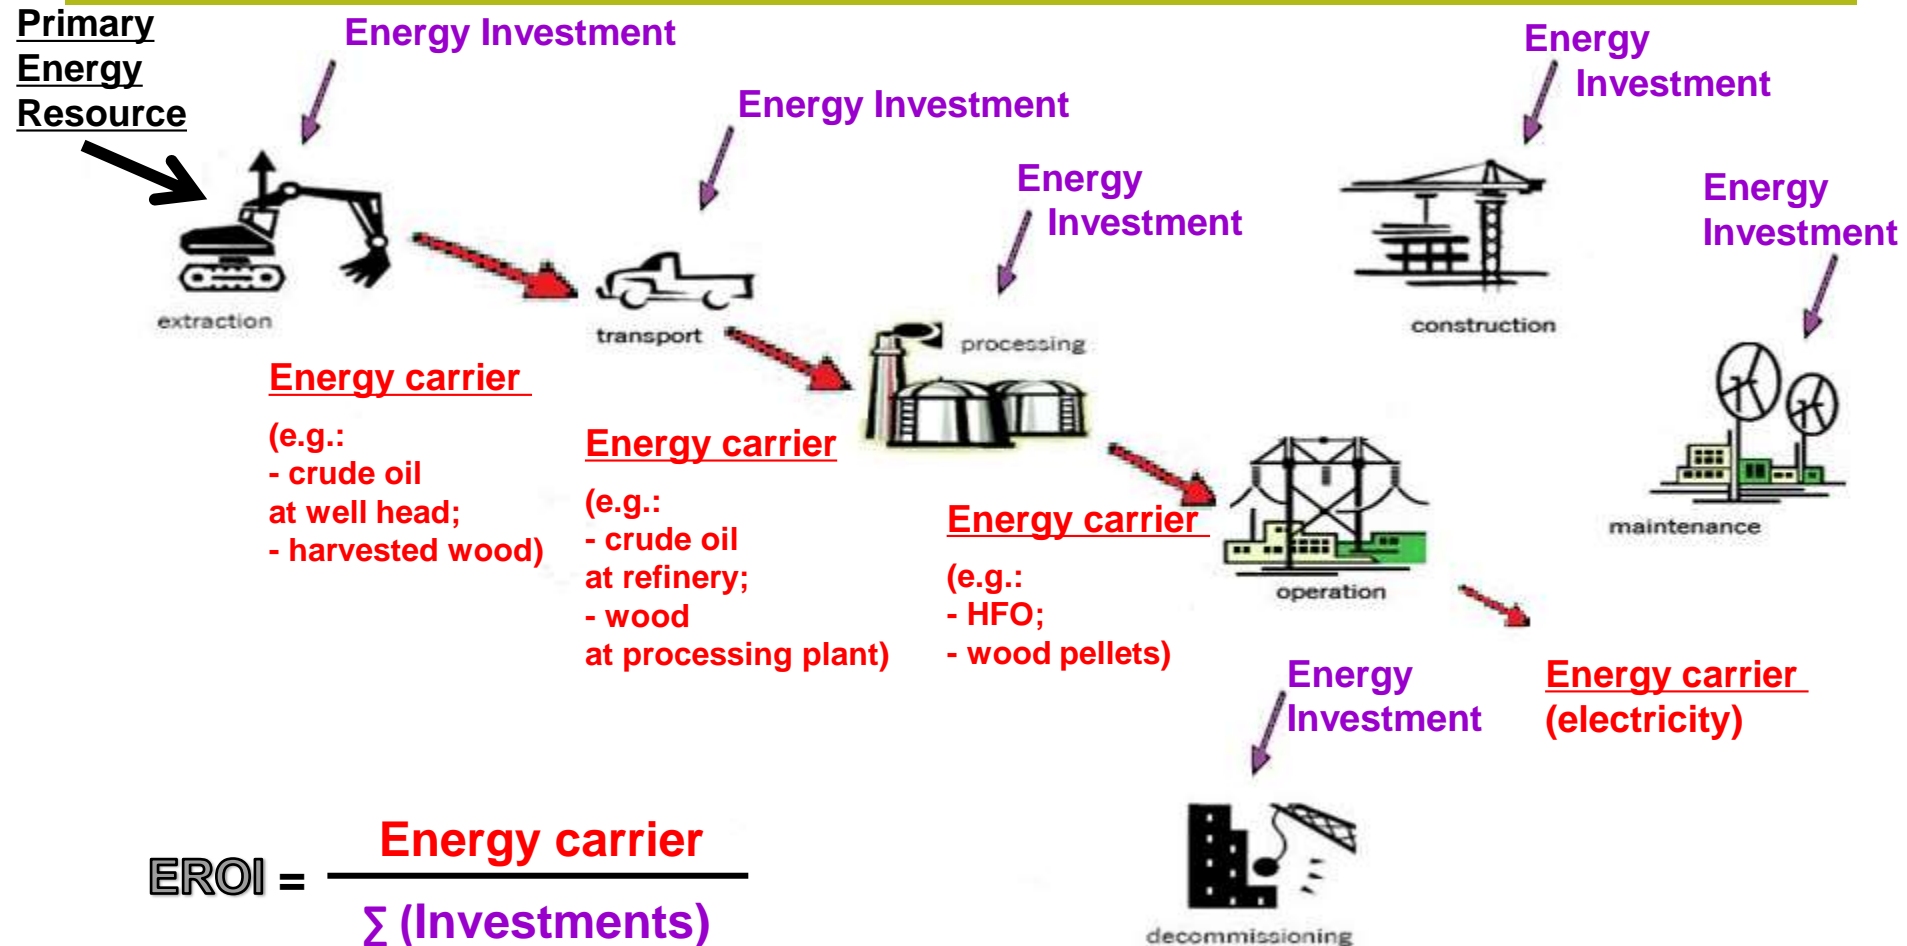 Primary
Energy
Resource
Energy Investment
Energy Investment
Energy
Investment
Energy
Investment
Energy
Investment
extraction
transport
processing
construction
maintenance
operation
Energy carrier
(e.g.:
- crude oil
at well head;
- harvested wood)
Energy carrier
(e.g.:
- crude oil
at refinery;
- wood
at processing plant)
Energy carrier
(e.g.:
- HFO;
- wood pellets)
Energy
Investment
Energy carrier
(electricity)
decommissioning
EROI =
Energy carrier
∑ (Investments)